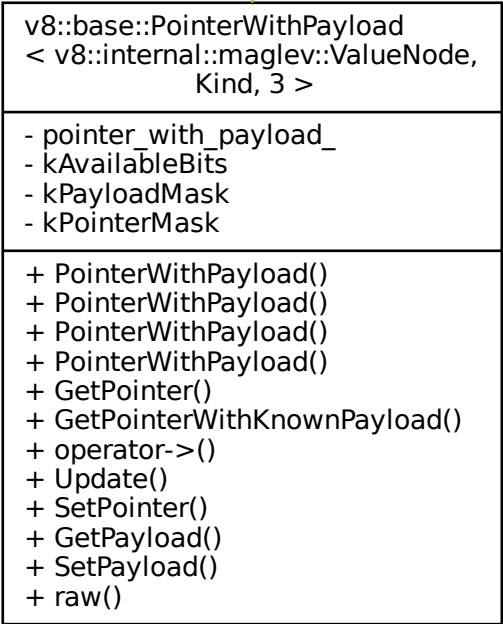 v8::base::PointerWithPayload
< v8::internal::maglev::ValueNode,
Kind, 3 >
- pointer_with_payload_
- kAvailableBits
- kPayloadMask
- kPointerMask
+ PointerWithPayload()
+ PointerWithPayload()
+ PointerWithPayload()
+ PointerWithPayload()
+ GetPointer()
+ GetPointerWithKnownPayload()
+ operator->()
+ Update()
+ SetPointer()
+ GetPayload()
+ SetPayload()
+ raw()